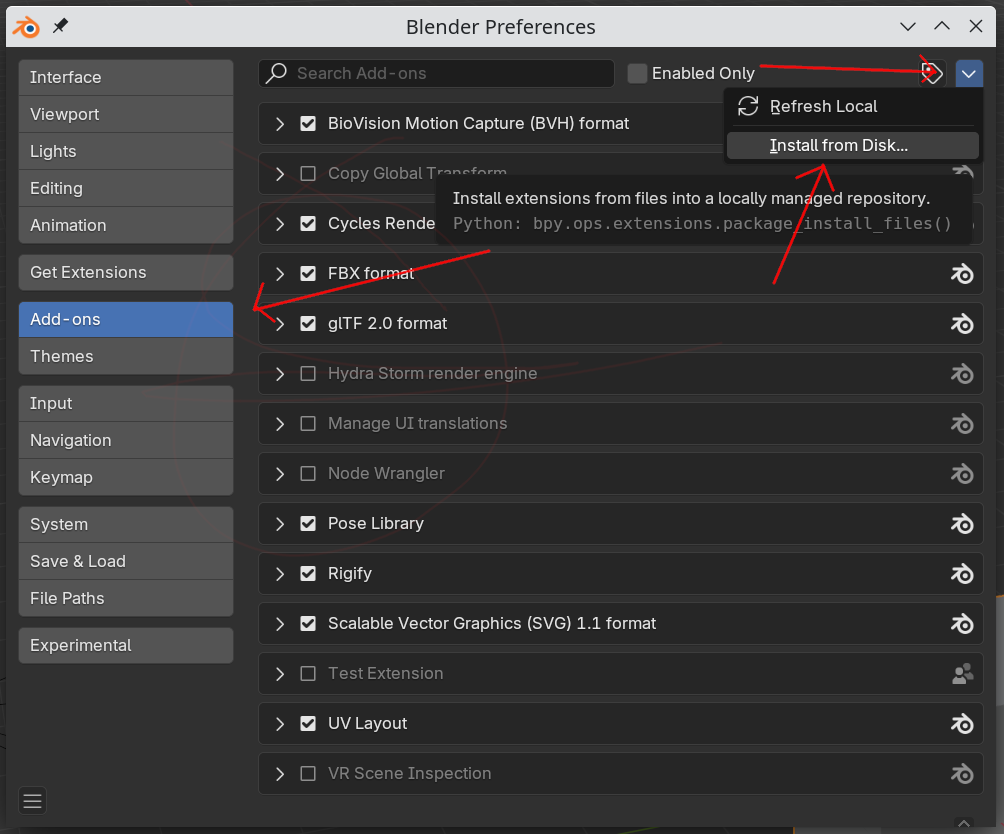 Blender Preferences
Interface
Viewport
Lights
Editing
Animation
Get Extensions
Add-ons
Themes
Input
Navigation
Keymap
System
Save & Load
File Paths
Experimental
Search Add-ons
Enabled Only
Refresh Local
Install from Disk...
Install extensions from files into a locally managed repository.
Python: bpy.ops.extensions.package_install_files()
BioVision Motion Capture (BVH) format
Copy Global Transform
Cycles Rende
FBX format
glTF 2.0 format
Hydra Storm render engine
Manage UI translations
Node Wrangler
Pose Library
Rigify
Scalable Vector Graphics (SVG) 1.1 format
Test Extension
UV Layout
VR Scene Inspection